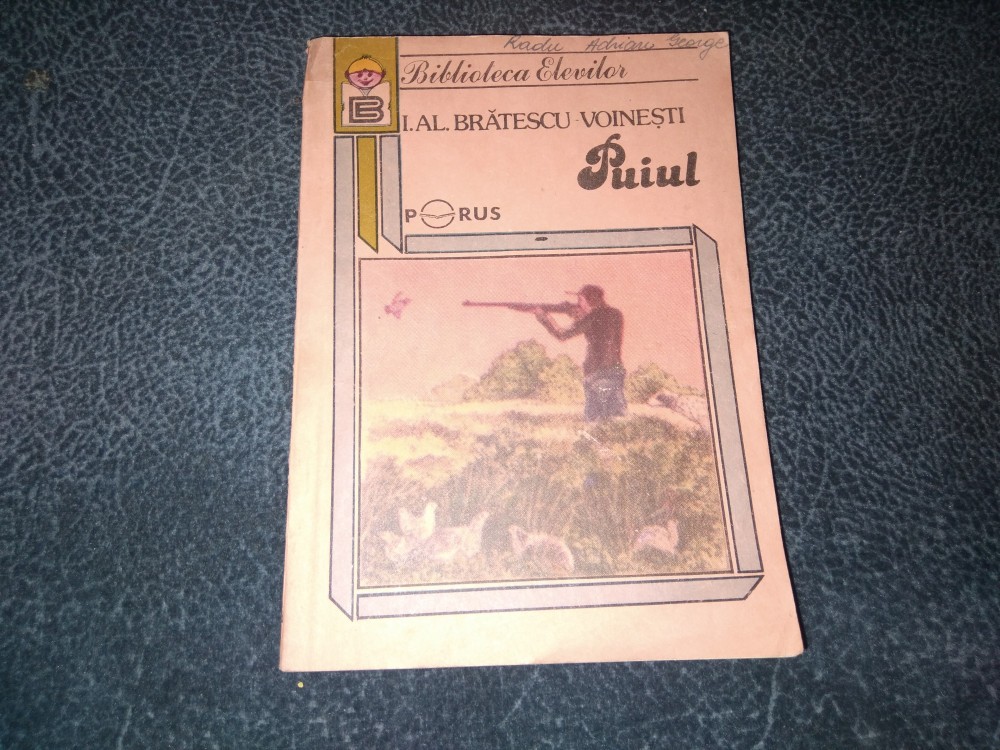 Radu Adrian George
Biblioteca Elevilor
B
I.AL. BRĂTESCU-VOINEȘTI
Puiul
PORUS